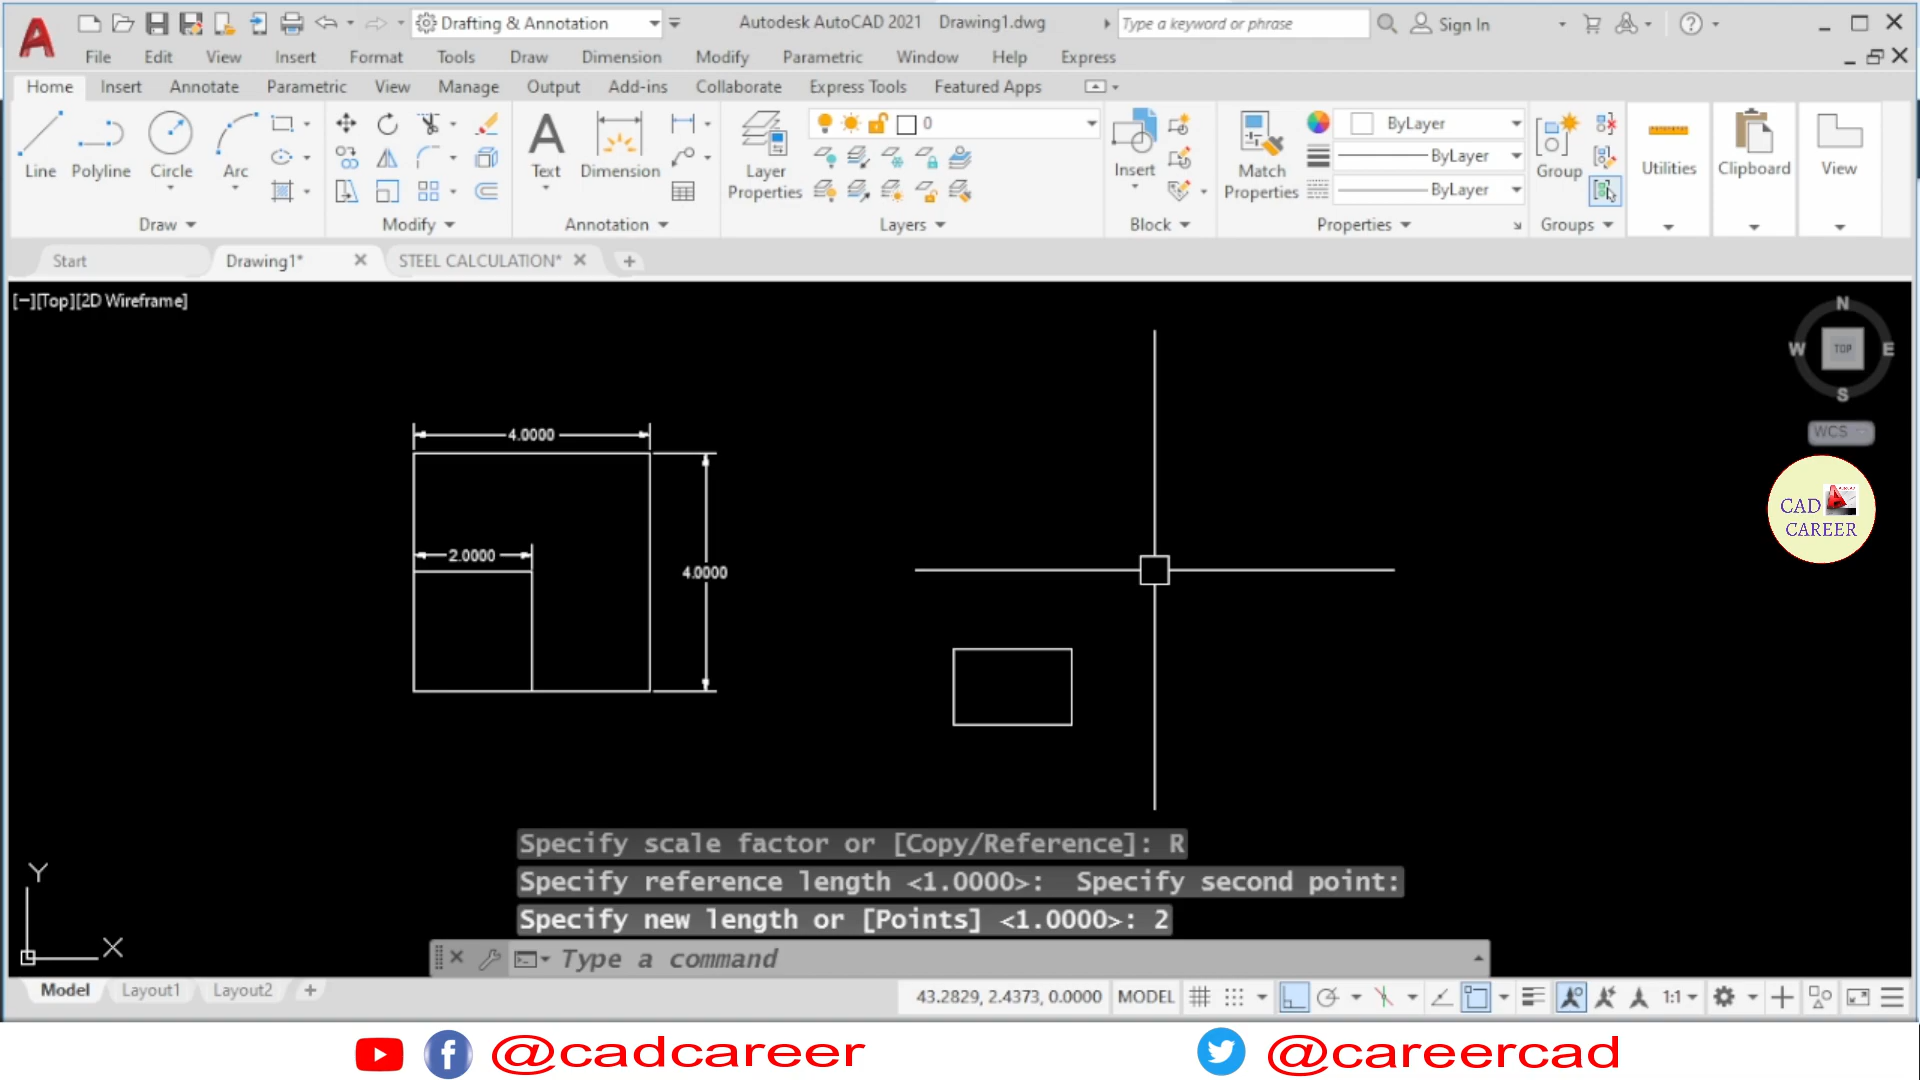 Drafting & Annotation
Autodesk AutoCAD 2021 Drawing1.dwg
Type a keyword or phrase
Sign In
File Edit View Insert Format Tools Draw Dimension Modify Parametric Window Help Express
Home Insert Annotate Parametric View Manage Output Add-ins Collaborate Express Tools Featured Apps
Line Polyline Circle Arc
Text Dimension
Layer Properties
0
Insert
Match Properties
ByLayer
ByLayer
ByLayer
Group
Utilities
Clipboard
View
Draw Modify Annotation Layers Block Properties Groups
Start Drawing1* STEEL CALCULATION*
[−][Top][2D Wireframe]
N
W TOP E
S
WCS
CAD
CAREER
4.0000
2.0000
4.0000
Specify scale factor or [Copy/Reference]: R
Specify reference length <1.0000>: Specify second point:
Specify new length or [Points] <1.0000>: 2
Type a command
Y
X
Model Layout1 Layout2
43.2829, 2.4373, 0.0000 MODEL 1:1
@cadcareer @careercad